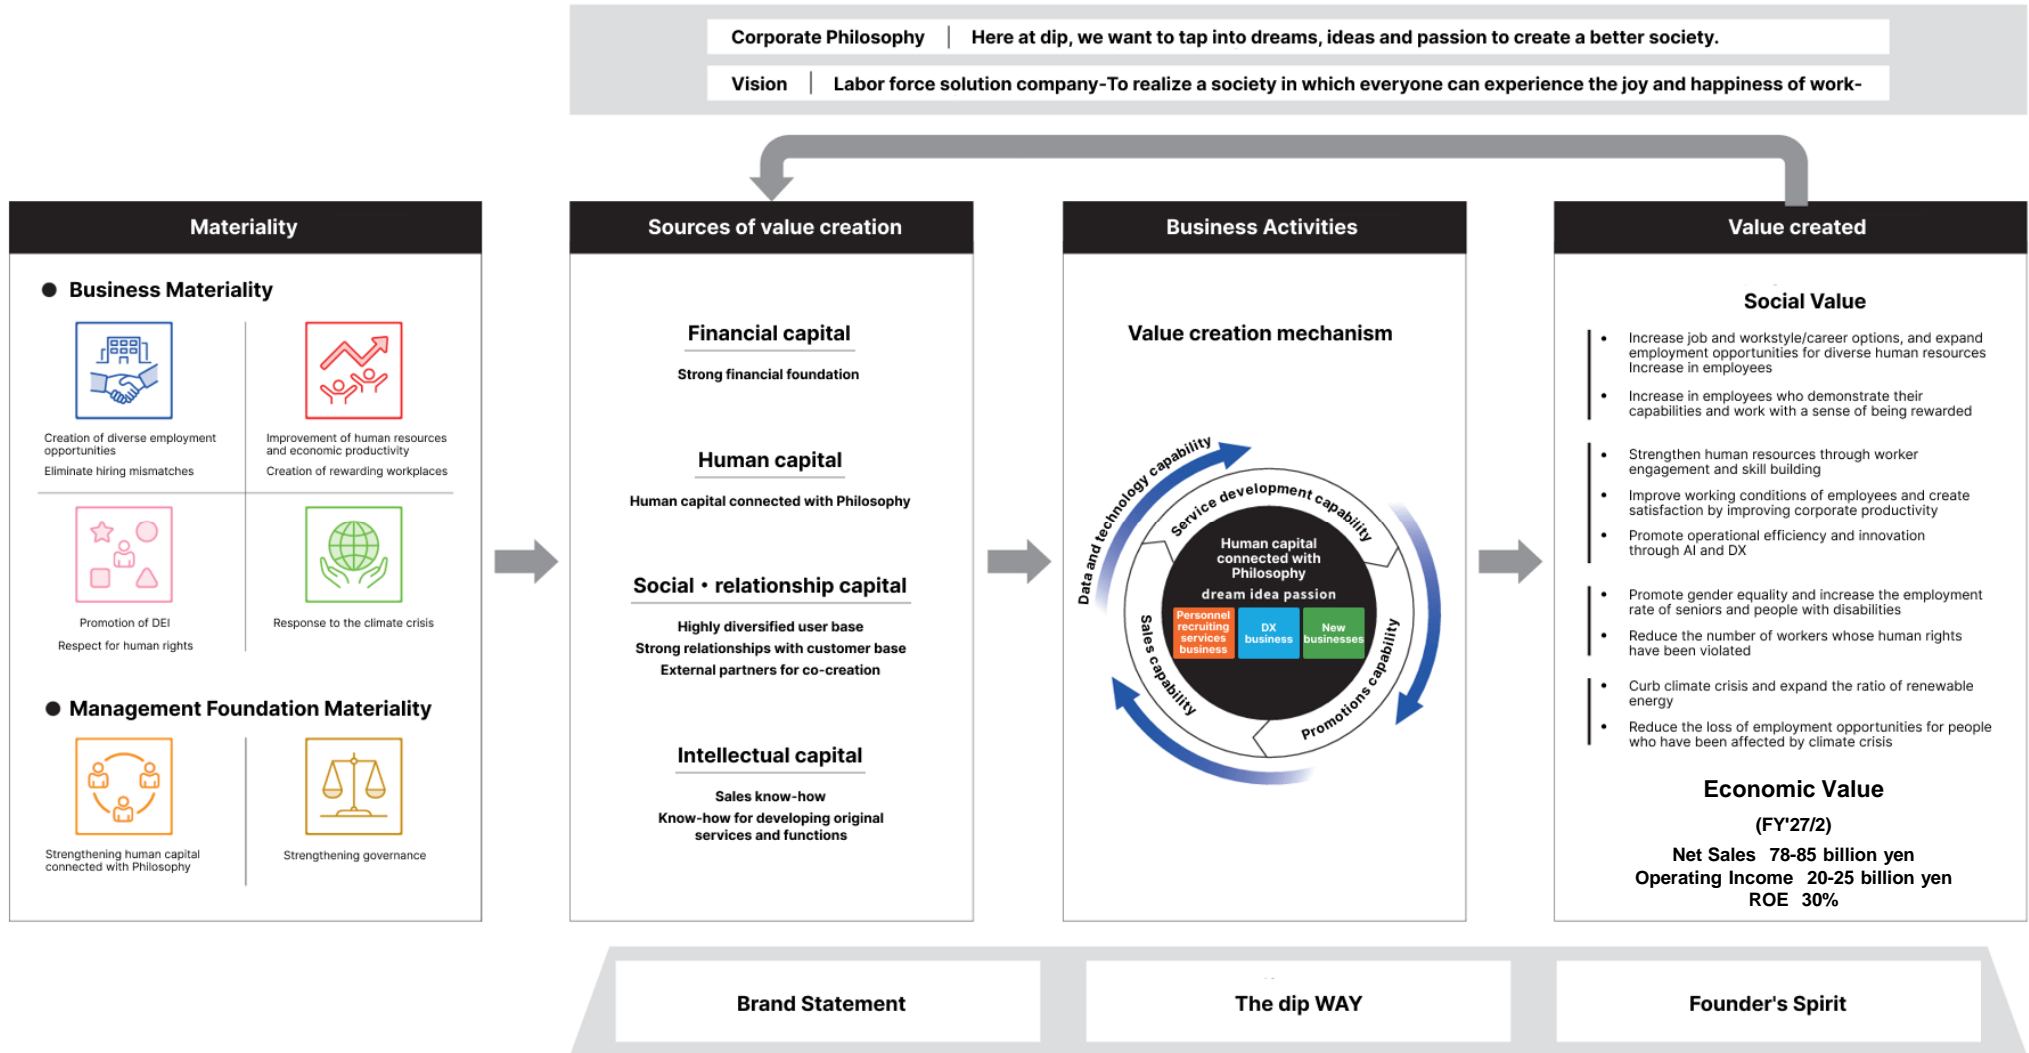 Corporate Philosophy | Here at dip, we want to tap into dreams, ideas and passion to create a better society.
Vision | Labor force solution company-To realize a society in which everyone can experience the joy and happiness of work-
Materiality
● Business Materiality
Creation of diverse employment
opportunities
Eliminate hiring mismatches
Improvement of human resources
and economic productivity
Creation of rewarding workplaces
Promotion of DEI
Respect for human rights
Response to the climate crisis
● Management Foundation Materiality
Strengthening human capital
connected with Philosophy
Strengthening governance
Sources of value creation
Financial capital
Strong financial foundation
Human capital
Human capital connected with Philosophy
Social・relationship capital
Highly diversified user base
Strong relationships with customer base
External partners for co-creation
Intellectual capital
Sales know-how
Know-how for developing original
services and functions
Business Activities
Value creation mechanism
Data and technology capability
Service development capability
Sales capability
Promotions capability
Human capital
connected with
Philosophy
dream idea passion
Personnel
recruiting
services
business
DX
business
New
businesses
Value created
Social Value
• Increase job and workstyle/career options, and expand
employment opportunities for diverse human resources
Increase in employees
• Increase in employees who demonstrate their
capabilities and work with a sense of being rewarded
• Strengthen human resources through worker
engagement and skill building
• Improve working conditions of employees and create
satisfaction by improving corporate productivity
• Promote operational efficiency and innovation
through AI and DX
• Promote gender equality and increase the employment
rate of seniors and people with disabilities
• Reduce the number of workers whose human rights
have been violated
• Curb climate crisis and expand the ratio of renewable
energy
• Reduce the loss of employment opportunities for people
who have been affected by climate crisis
Economic Value
(FY'27/2)
Net Sales 78-85 billion yen
Operating Income 20-25 billion yen
ROE 30%
Brand Statement
The dip WAY
Founder's Spirit